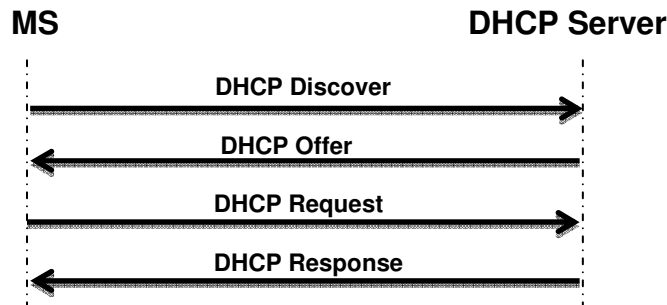 MS DHCP Server
DHCP Discover
DHCP Offer
DHCP Request
DHCP Response